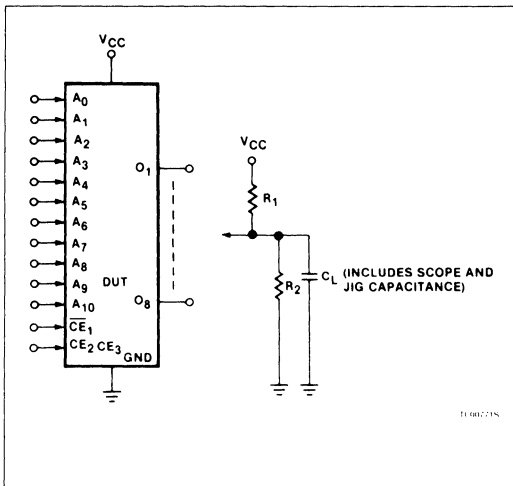 VCC
A0
A1
A2
A3
A4
A5
A6
A7
A8
A9
A10
CE1
CE2 CE3
GND
DUT
O1
O8
VCC
R1
R2
CL (INCLUDES SCOPE AND
JIG CAPACITANCE)